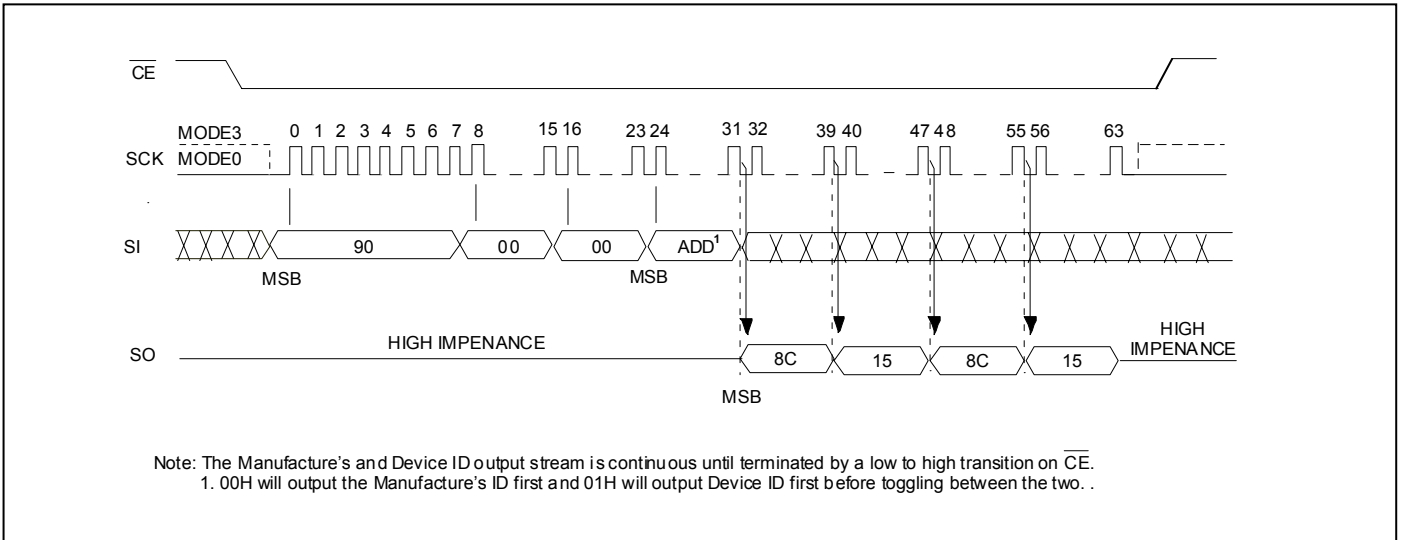 CE
MODE3 0 1 2 3 4 5 6 7 8 15 16 23 24 31 32 39 40 47 48 55 56 63
SCK MODE0
SI 90 00 00 ADD1
MSB MSB
HIGH IMPENANCE HIGH
IMPENANCE
SO 8C 15 8C 15
MSB
Note: The Manufacture's and Device ID output stream is continuous until terminated by a low to high transition on CE.
1. 00H will output the Manufacture's ID first and 01H will output Device ID first before toggling between the two. .